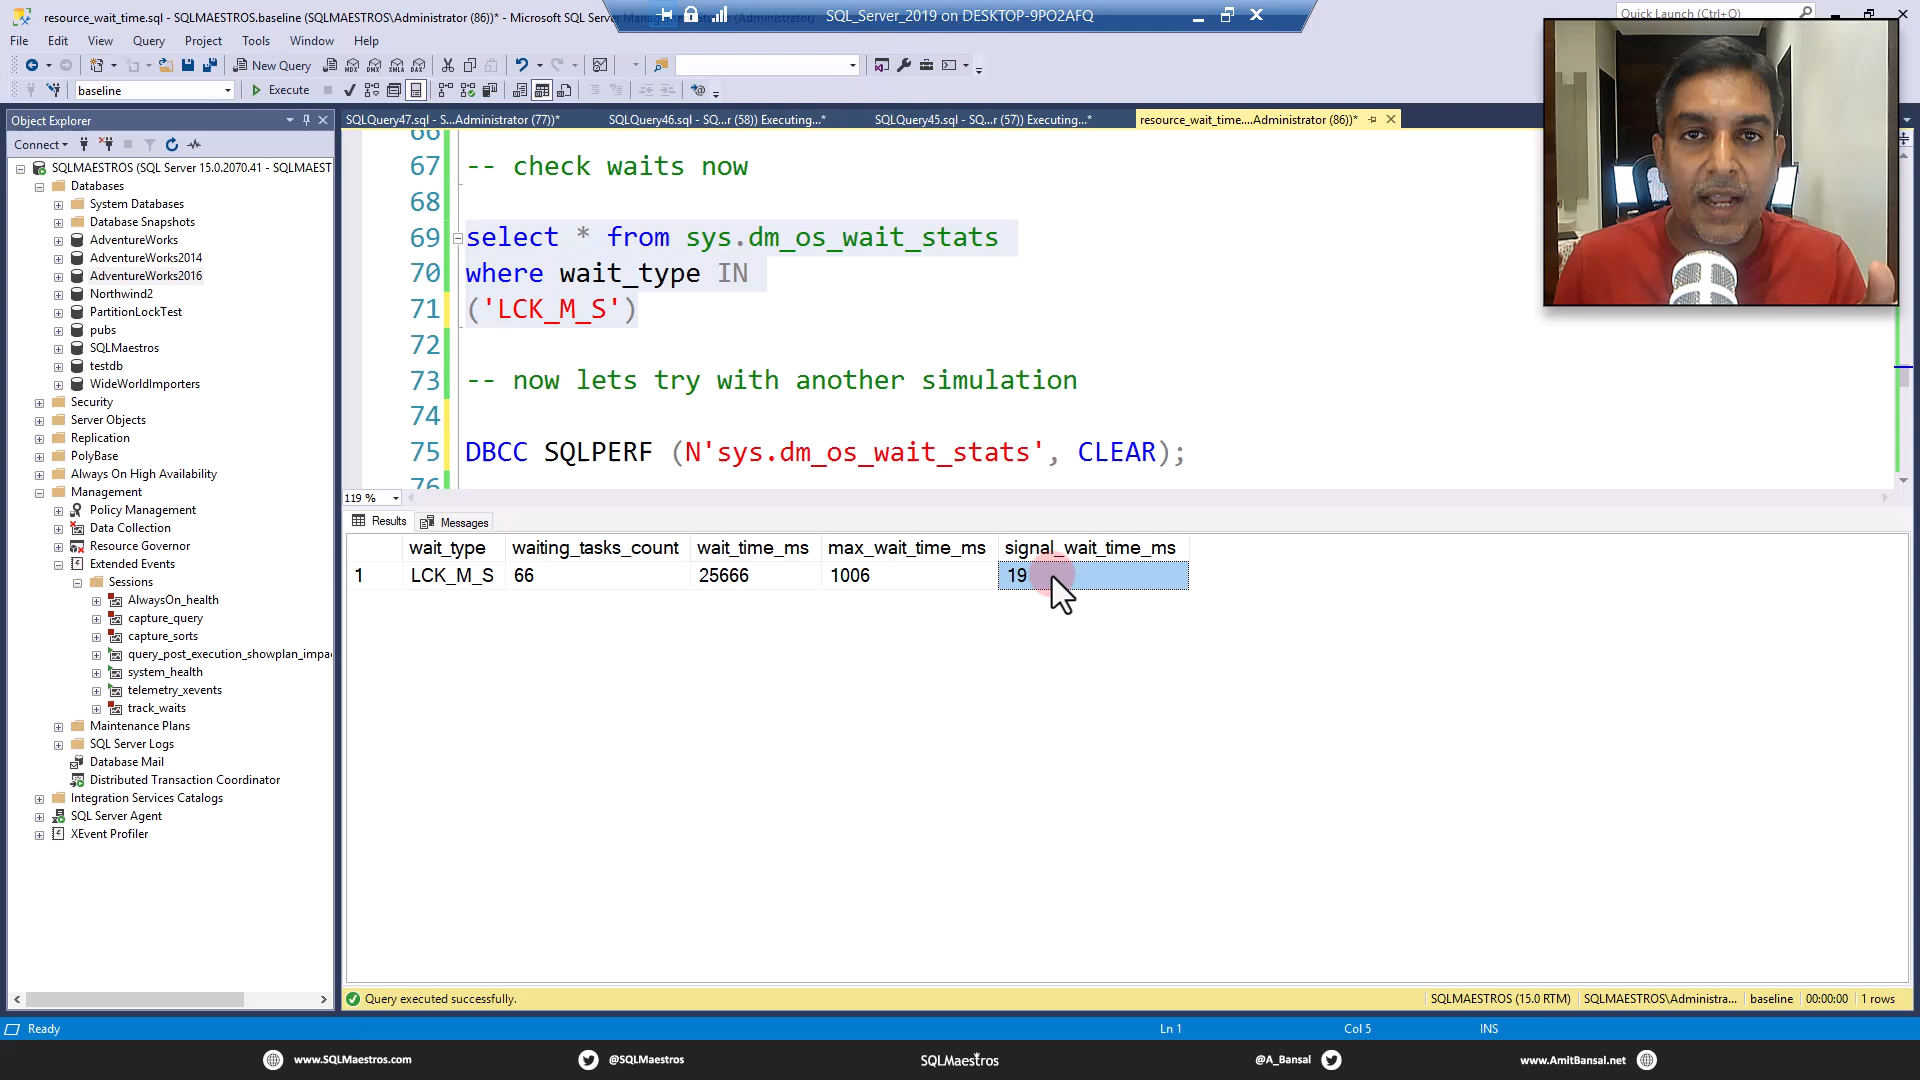 resource_wait_time.sql - SQLMAESTROS.baseline (SQLMAESTROS\Administrator (86))* - Microsoft SQL Server
SQL_Server_2019 on DESKTOP-9PO2AFQ
Quick Launch (Ctrl+Q)
File Edit View Query Project Tools Window Help
New Query
baseline
Execute
Object Explorer
SQLQuery47.sql - S...Administrator (77))*
SQLQuery46.sql - SQ...r (58)) Executing...*
SQLQuery45.sql - SQ...r (57)) Executing...*
resource_wait_time....Administrator (86))*
Connect
SQLMAESTROS (SQL Server 15.0.2070.41 - SQLMAEST
Databases
System Databases
Database Snapshots
AdventureWorks
AdventureWorks2014
AdventureWorks2016
Northwind2
PartitionLockTest
pubs
SQLMaestros
testdb
WideWorldImporters
Security
Server Objects
Replication
PolyBase
Always On High Availability
Management
Policy Management
Data Collection
Resource Governor
Extended Events
Sessions
AlwaysOn_health
capture_query
capture_sorts
query_post_execution_showplan_impa
system_health
telemetry_xevents
track_waits
Maintenance Plans
SQL Server Logs
Database Mail
Distributed Transaction Coordinator
Integration Services Catalogs
SQL Server Agent
XEvent Profiler
66
67 -- check waits now
68
69 select * from sys.dm_os_wait_stats
70 where wait_type IN
71 ('LCK_M_S')
72
73 -- now lets try with another simulation
74
75 DBCC SQLPERF (N'sys.dm_os_wait_stats', CLEAR);
76
119 %
Results Messages
wait_type waiting_tasks_count wait_time_ms max_wait_time_ms signal_wait_time_ms
1 LCK_M_S 66 25666 1006 19
Query executed successfully.
SQLMAESTROS (15.0 RTM) SQLMAESTROS\Administra... baseline 00:00:00 1 rows
Ready
Ln 1
Col 5
INS
www.SQLMaestros.com
@SQLMaestros
SQLMaestros
@A_Bansal
www.AmitBansal.net